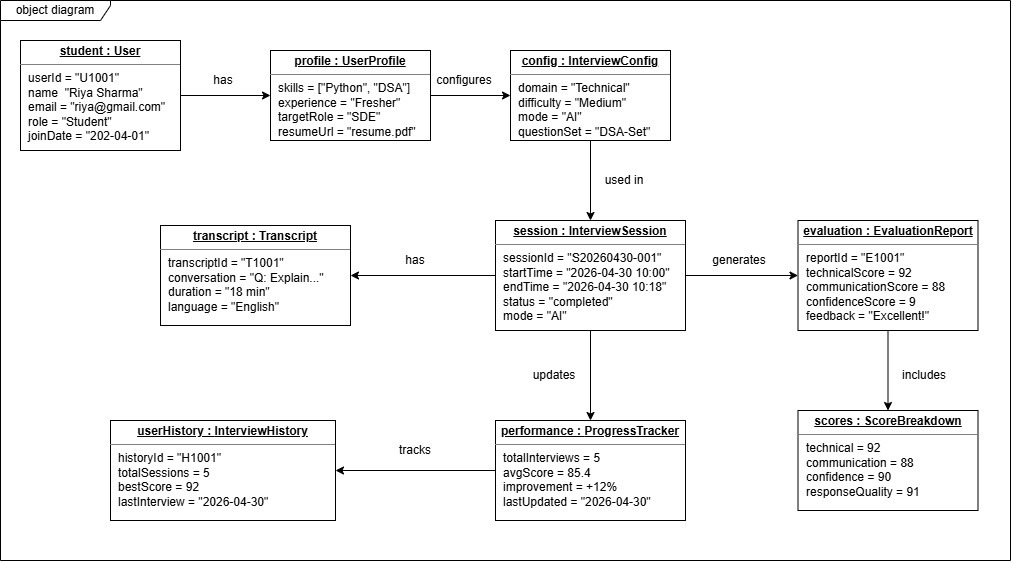 object diagram
student : User
userId = "U1001"
name "Riya Sharma"
email = "riya@gmail.com"
role = "Student"
joinDate = "202-04-01"
has
profile : UserProfile
skills = ["Python", "DSA"]
experience = "Fresher"
targetRole = "SDE"
resumeUrl = "resume.pdf"
configures
config : InterviewConfig
domain = "Technical"
difficulty = "Medium"
mode = "AI"
questionSet = "DSA-Set"
used in
transcript : Transcript
transcriptId = "T1001"
conversation = "Q: Explain..."
duration = "18 min"
language = "English"
has
session : InterviewSession
sessionId = "S20260430-001"
startTime = "2026-04-30 10:00"
endTime = "2026-04-30 10:18"
status = "completed"
mode = "AI"
generates
evaluation : EvaluationReport
reportId = "E1001"
technicalScore = 92
communicationScore = 88
confidenceScore = 9
feedback = "Excellent!"
updates
includes
userHistory : InterviewHistory
historyId = "H1001"
totalSessions = 5
bestScore = 92
lastInterview = "2026-04-30"
tracks
performance : ProgressTracker
totalInterviews = 5
avgScore = 85.4
improvement = +12%
lastUpdated = "2026-04-30"
scores : ScoreBreakdown
technical = 92
communication = 88
confidence = 90
responseQuality = 91